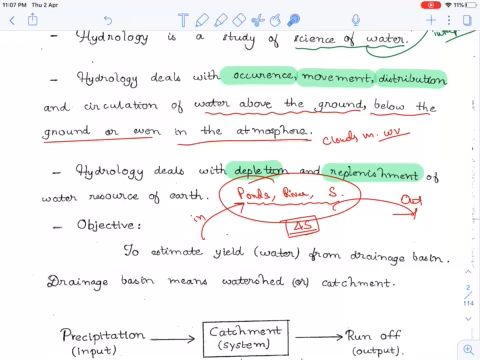 11:07 PM Thu 2 Apr
- Hydrology is a study of science of water.
- Hydrology deals with occurence, movement, distribution
and circulation of water above the ground, below the
ground or even in the atmosphere. clouds
- Hydrology deals with depletion and replenishment of
water resource of earth. Ponds, River, S.
in
out
ΔS
- Objective:
To estimate yield (water) from drainage basin.
Drainage basin means watershed (or) catchment.
Precipitation (input) → Catchment (system) → Run off (output).
2
114